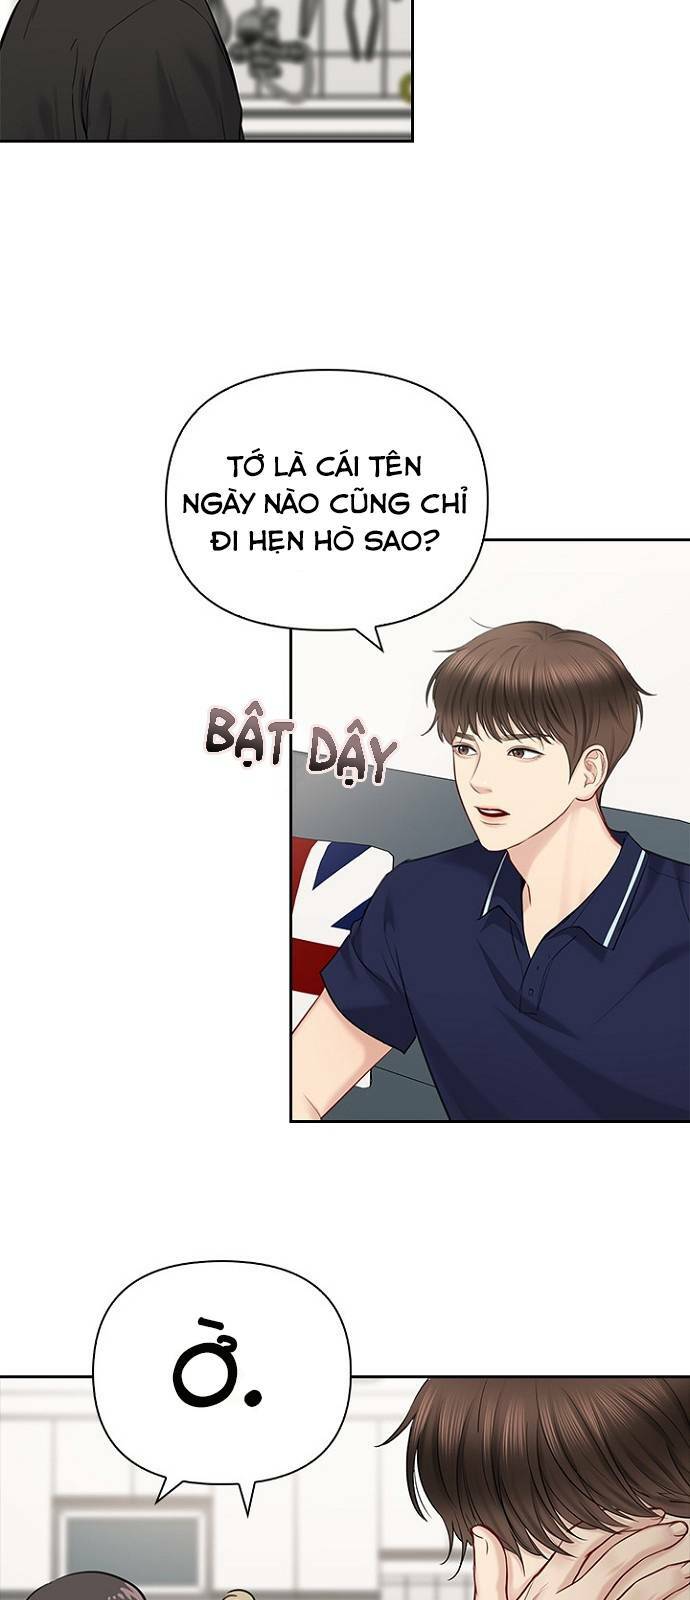 TỚ LÀ CÁI TÊN
NGÀY NÀO CŨNG CHỈ
ĐI HẸN HÒ SAO?
BẬT DẬY
Ờ.